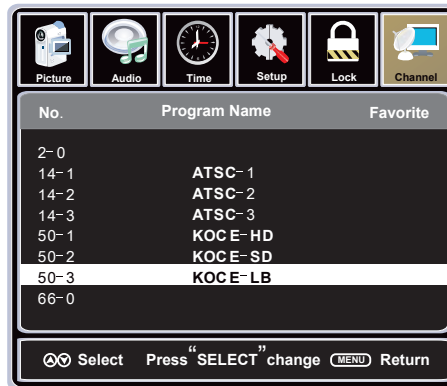 Picture Audio Time Setup Lock Channel
No. Program Name Favorite
2-0
14-1 ATSC-1
14-2 ATSC-2
14-3 ATSC-3
50-1 KOCE-HD
50-2 KOCE-SD
50-3 KOCE-LB
66-0
Select Press “SELECT” change MENU Return